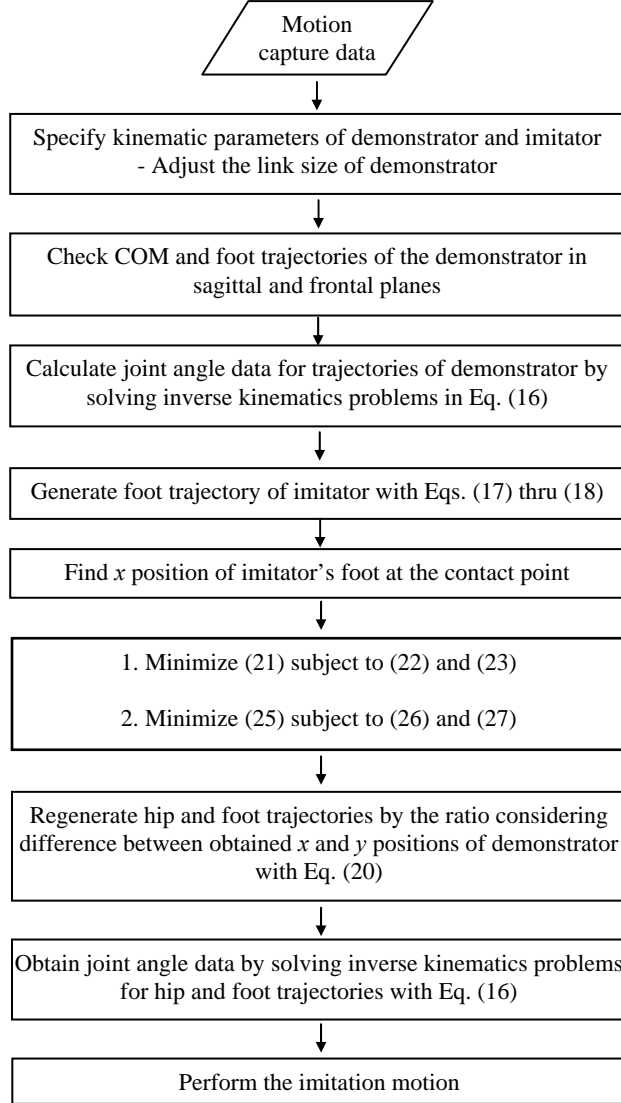 Motion
capture data
Specify kinematic parameters of demonstrator and imitator
- Adjust the link size of demonstrator
Check COM and foot trajectories of the demonstrator in
sagittal and frontal planes
Calculate joint angle data for trajectories of demonstrator by
solving inverse kinematics problems in Eq. (16)
Generate foot trajectory of imitator with Eqs. (17) thru (18)
Find x position of imitator’s foot at the contact point
1. Minimize (21) subject to (22) and (23)
2. Minimize (25) subject to (26) and (27)
Regenerate hip and foot trajectories by the ratio considering
difference between obtained x and y positions of demonstrator
with Eq. (20)
Obtain joint angle data by solving inverse kinematics problems
for hip and foot trajectories with Eq. (16)
Perform the imitation motion